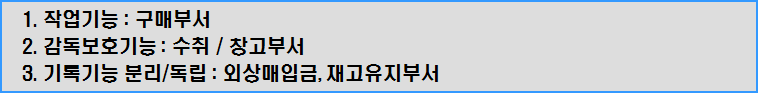 1. 작업기능 : 구매부서
2. 감독보호기능 : 수취 / 창고부서
3. 기록기능 분리/독립 : 외상매입금, 재고유지부서